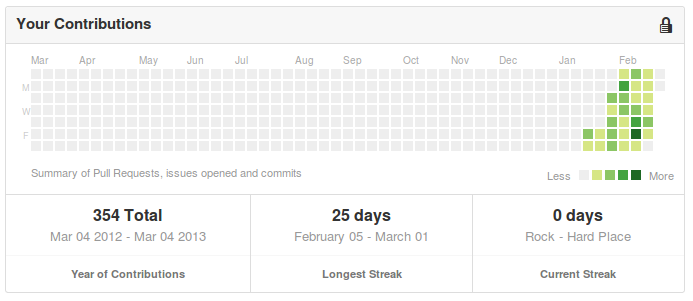 Your Contributions
Mar Apr May Jun Jul Aug Sep Oct Nov Dec Jan Feb
M
W
F
Summary of Pull Requests, issues opened and commits
Less More
354 Total 25 days 0 days
Mar 04 2012 - Mar 04 2013 February 05 - March 01 Rock - Hard Place
Year of Contributions Longest Streak Current Streak